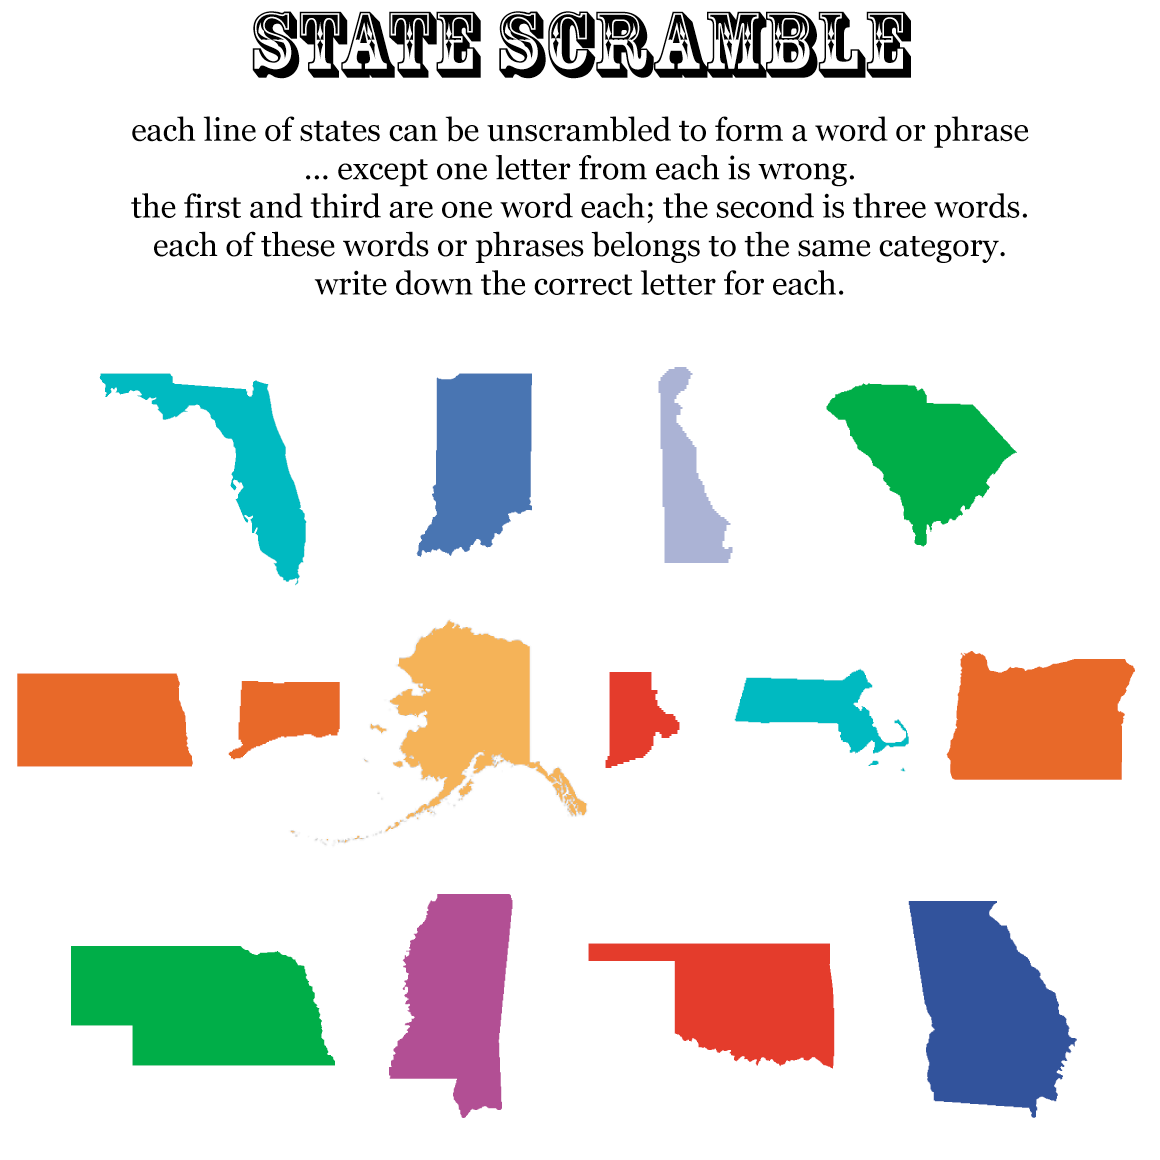 STATE SCRAMBLE
each line of states can be unscrambled to form a word or phrase
... except one letter from each is wrong.
the first and third are one word each; the second is three words.
each of these words or phrases belongs to the same category.
write down the correct letter for each.